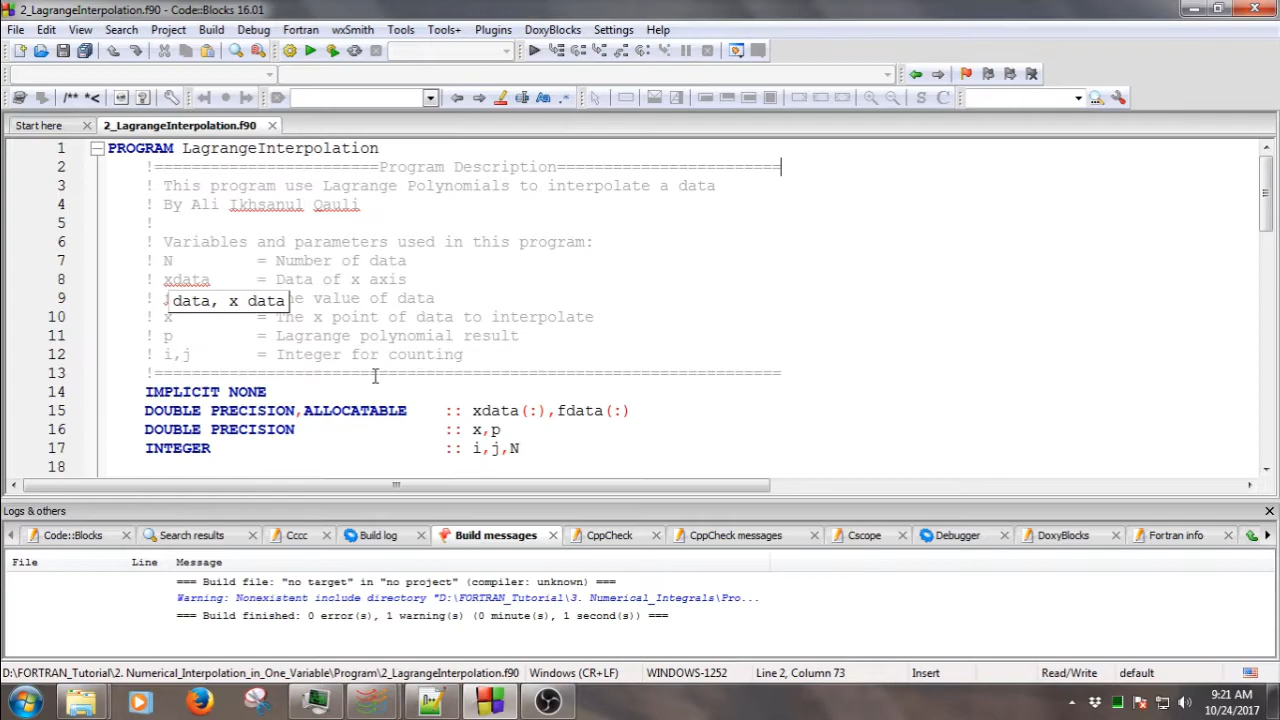 2_LagrangeInterpolation.f90 - Code::Blocks 16.01
File Edit View Search Project Build Debug Fortran wxSmith Tools Tools+ Plugins DoxyBlocks Settings Help
/** *<
S C
Start here 2_LagrangeInterpolation.f90
1 PROGRAM LagrangeInterpolation
2 !========================Program Description========================
3 ! This program use Lagrange Polynomials to interpolate a data
4 ! By Ali Ikhsanul Qauli
5 !
6 ! Variables and parameters used in this program:
7 ! N = Number of data
8 ! xdata = Data of x axis
9 ! data, x data he value of data
10 ! x = The x point of data to interpolate
11 ! p = Lagrange polynomial result
12 ! i,j = Integer for counting
13 !===================================================================
14 IMPLICIT NONE
15 DOUBLE PRECISION,ALLOCATABLE :: xdata(:),fdata(:)
16 DOUBLE PRECISION :: x,p
17 INTEGER :: i,j,N
18
Logs & others
Code::Blocks Search results Cccc Build log Build messages CppCheck CppCheck messages Cscope Debugger DoxyBlocks Fortran info
File Line Message
=== Build file: "no target" in "no project" (compiler: unknown) ===
Warning: Nonexistent include directory "D:\FORTRAN_Tutorial\3. Numerical_Integrals\Pro...
=== Build finished: 0 error(s), 1 warning(s) (0 minute(s), 1 second(s)) ===
D:\FORTRAN_Tutorial\2. Numerical_Interpolation_in_One_Variable\Program\2_LagrangeInterpolation.f90 Windows (CR+LF) WINDOWS-1252 Line 2, Column 73 Insert Read/Write default
9:21 AM
10/24/2017